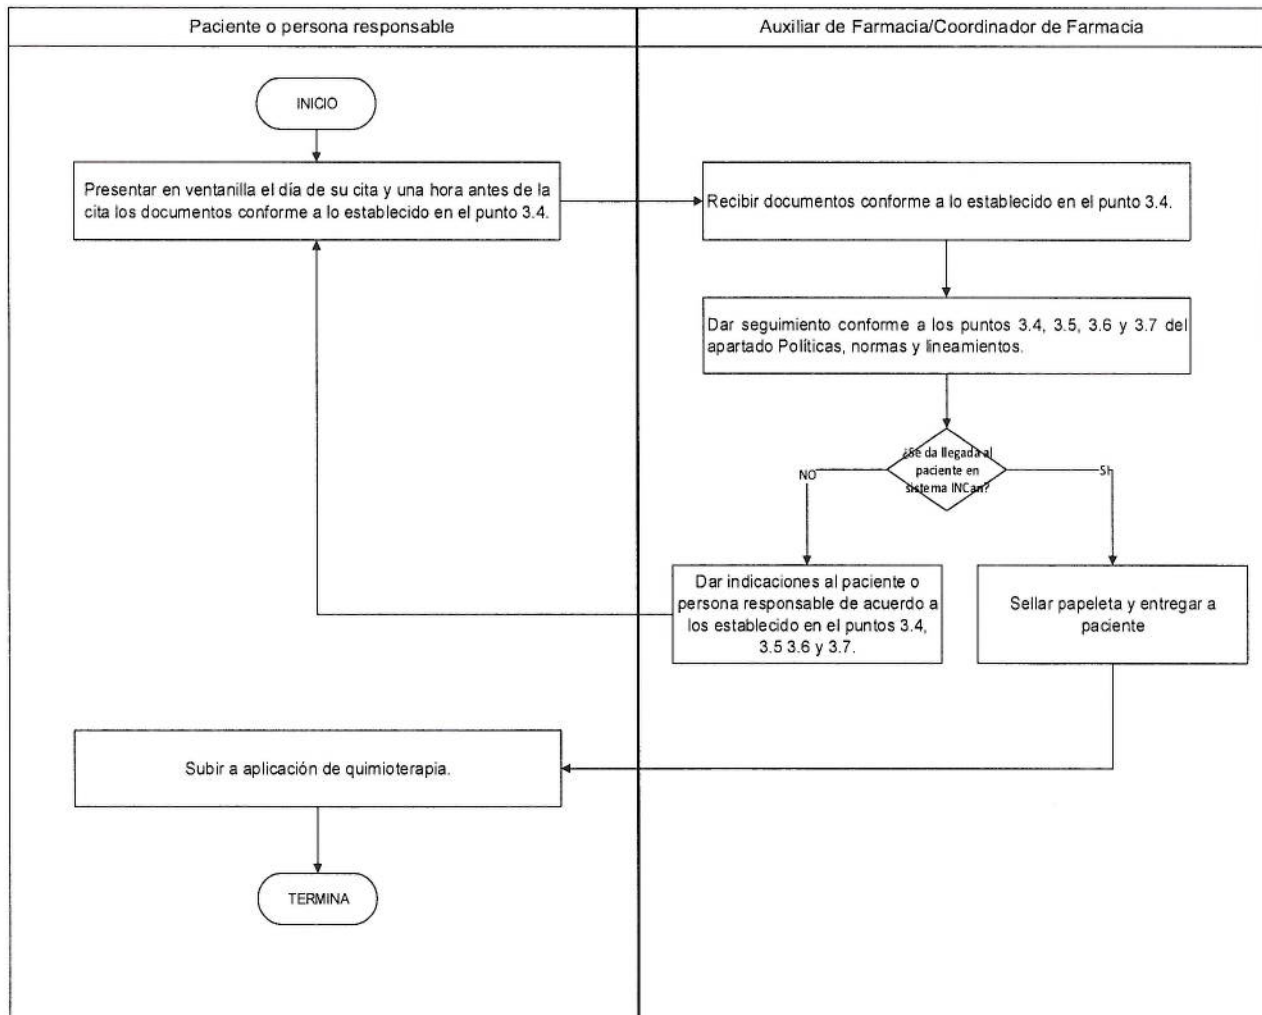 Paciente o persona responsable
Auxiliar de Farmacia/Coordinador de Farmacia
INICIO
Presentar en ventanilla el día de su cita y una hora antes de la
cita los documentos conforme a lo establecido en el punto 3.4.
Recibir documentos conforme a lo establecido en el punto 3.4.
Dar seguimiento conforme a los puntos 3.4, 3.5, 3.6 y 3.7 del
apartado Políticas, normas y lineamientos.
¿Se da llegada al
paciente en
sistema INCan?
NO
SI
Dar indicaciones al paciente o
persona responsable de acuerdo a
los establecido en el puntos 3.4,
3.5 3.6 y 3.7.
Sellar papeleta y entregar a
paciente
Subir a aplicación de quimioterapia.
TERMINA